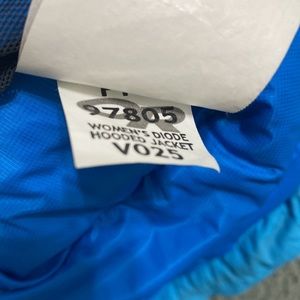 97805
WOMEN'S DIODE
HOODED JACKET
V025